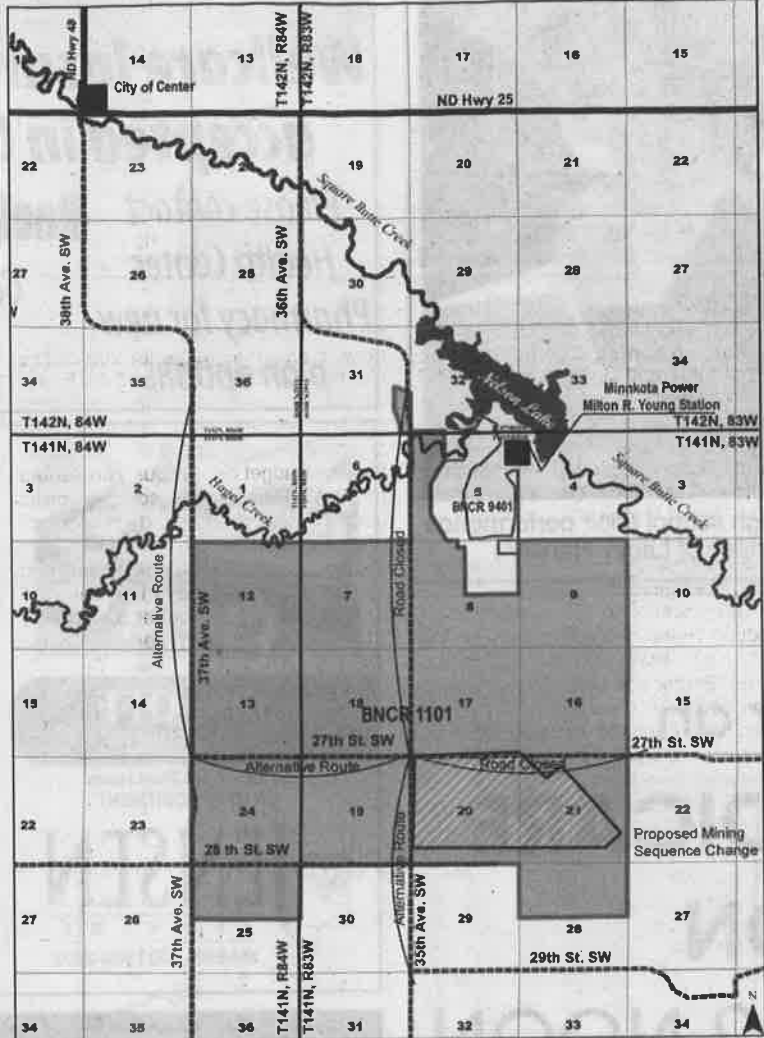 ND Hwy 48
14
13
T142N, R84W
T142N, R83W
17
16
15
City of Center
ND Hwy 25
22
23
19
20
21
22
Square Butte Creek
38th Ave. SW
36th Ave. SW
27
26
25
30
29
28
27
34
35
36
31
32
33
34
Nelson Lake
Minnkota Power
Milton R. Young Station
T142N, 84W
T142N, 83W
T141N, 84W
T141N, 83W
3
2
6
5
4
3
Hagel Creek
BNCR 9401
Square Butte Creek
10
11
12
7
8
9
10
Alternative Route
37th Ave. SW
Road Closed
15
14
13
18
17
16
15
BNCR 1101
27th St. SW
27th St. SW
Alternative Route
Road Closed
22
23
24
19
20
21
22
Proposed Mining
Sequence Change
28 th St. SW
Alternative Route
27
26
25
30
29
28
27
37th Ave. SW
35th Ave. SW
29th St. SW
T141N, R84W
T141N, R83W
34
35
36
31
32
33
34
N